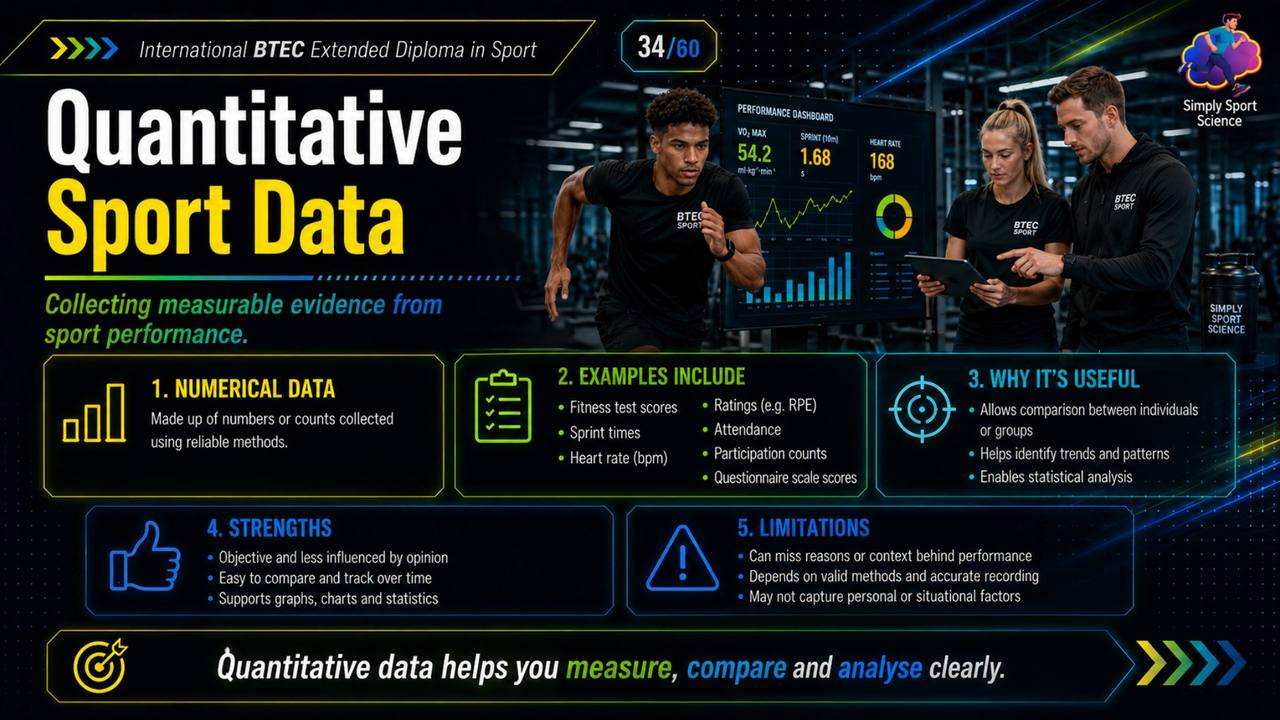 International BTEC Extended Diploma in Sport
34/60
Simply Sport
Science
Quantitative
Sport Data
Collecting measurable evidence from
sport performance.
PERFORMANCE DASHBOARD
VO₂ MAX
54.2
ml·kg⁻¹·min⁻¹
SPRINT (10m)
1.68
s
HEART RATE
168
bpm
BTEC
SPORT
BTEC
SPORT
BTEC
SPORT
SIMPLY
SPORT
SCIENCE
1. NUMERICAL DATA
Made up of numbers or counts collected
using reliable methods.
2. EXAMPLES INCLUDE
• Fitness test scores
• Sprint times
• Heart rate (bpm)
• Ratings (e.g. RPE)
• Attendance
• Participation counts
• Questionnaire scale scores
3. WHY IT'S USEFUL
• Allows comparison between individuals
or groups
• Helps identify trends and patterns
• Enables statistical analysis
4. STRENGTHS
• Objective and less influenced by opinion
• Easy to compare and track over time
• Supports graphs, charts and statistics
5. LIMITATIONS
• Can miss reasons or context behind performance
• Depends on valid methods and accurate recording
• May not capture personal or situational factors
Quantitative data helps you measure, compare and analyse clearly.